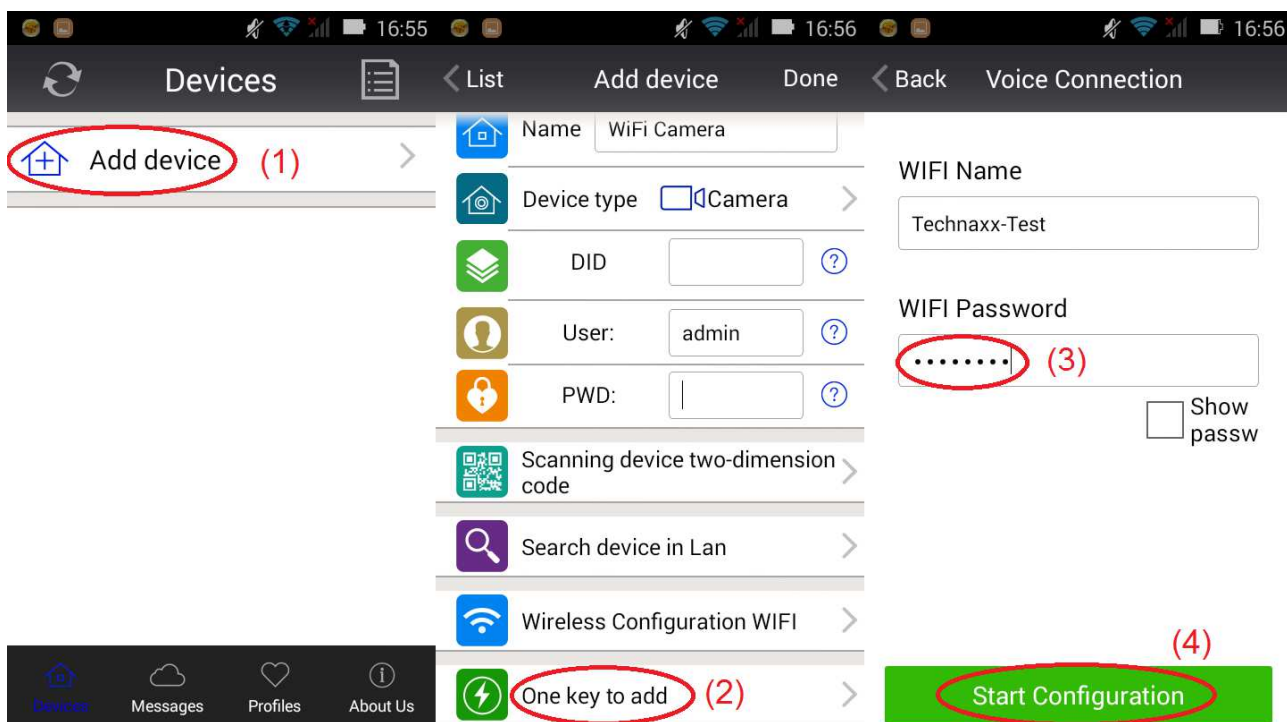 16:55
Devices
Add device
(1)
Devices
Messages
Profiles
About Us
16:56
List
Add device
Done
Name
WiFi Camera
Device type
Camera
DID
?
User:
admin
?
PWD:
?
Scanning device two-dimension
code
Search device in Lan
Wireless Configuration WIFI
One key to add
(2)
16:56
Back
Voice Connection
WIFI Name
Technaxx-Test
WIFI Password
••••••••
(3)
Show
passw
(4)
Start Configuration